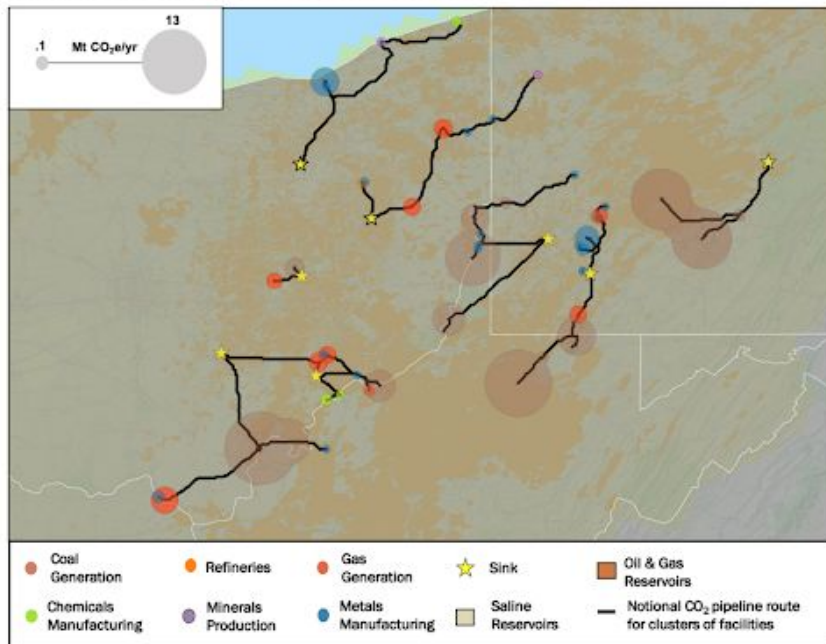 13
.1
Mt CO₂e/yr
Coal
Generation
Refineries
Gas
Generation
Sink
Oil & Gas
Reservoirs
Chemicals
Manufacturing
Minerals
Production
Metals
Manufacturing
Saline
Reservoirs
Notional CO₂ pipeline route
for clusters of facilities